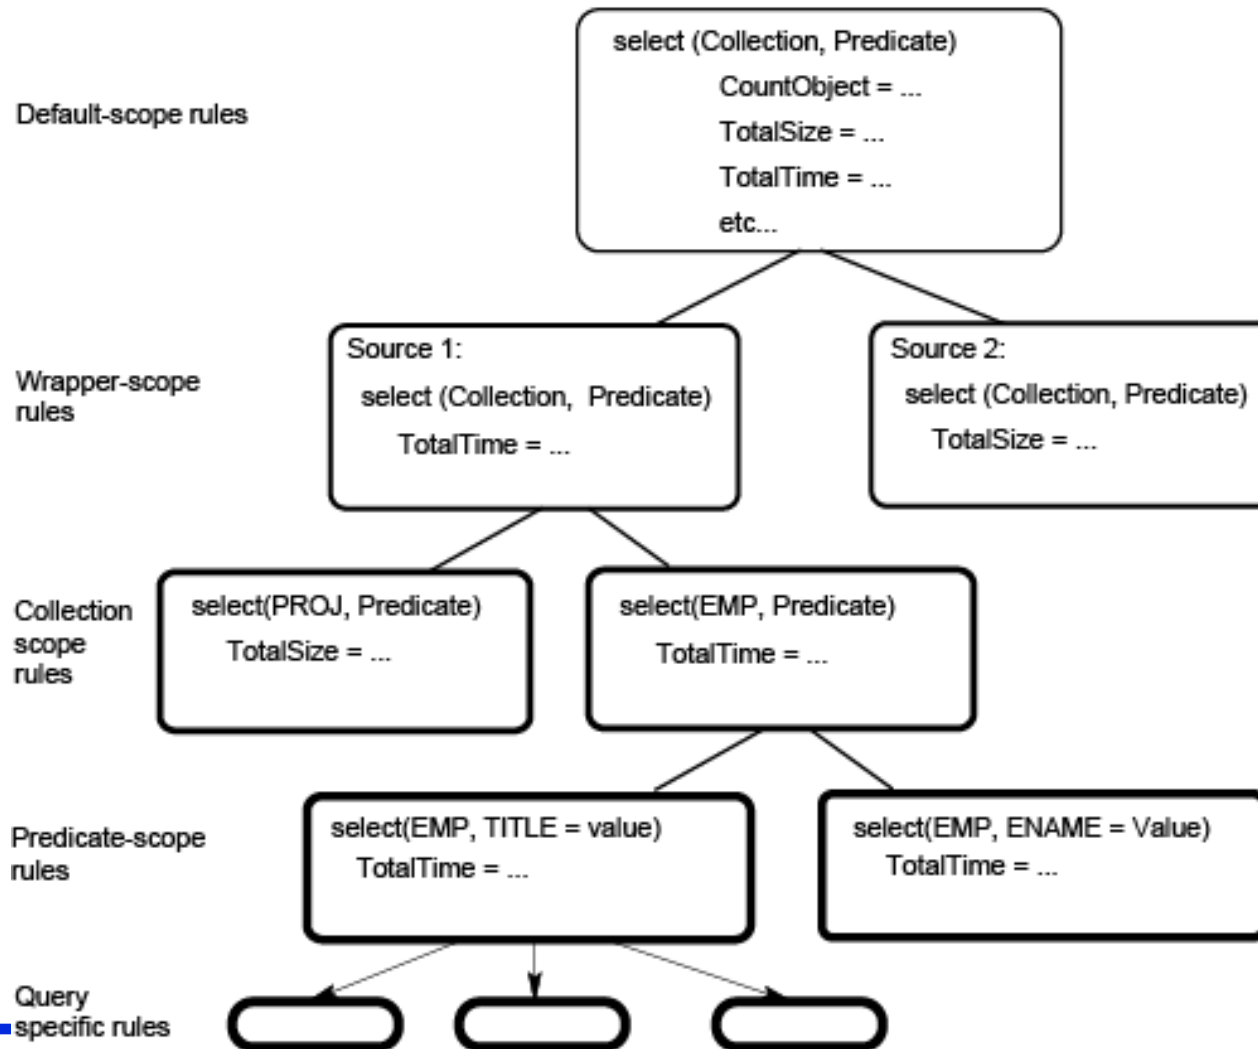 select (Collection, Predicate)
CountObject = ...
Default-scope rules
TotalSize = ...
TotalTime = ...
etc...
Source 1:
Source 2:
Wrapper-scope
rules
select (Collection, Predicate)
select (Collection, Predicate)
TotalTime = ...
TotalSize = ...
Collection
scope
rules
select(PROJ, Predicate)
TotalSize = ...
select(EMP, Predicate)
TotalTime = ...
Predicate-scope
rules
select(EMP, TITLE = value)
TotalTime = ...
select(EMP, ENAME = Value)
TotalTime = ...
Query
specific rules